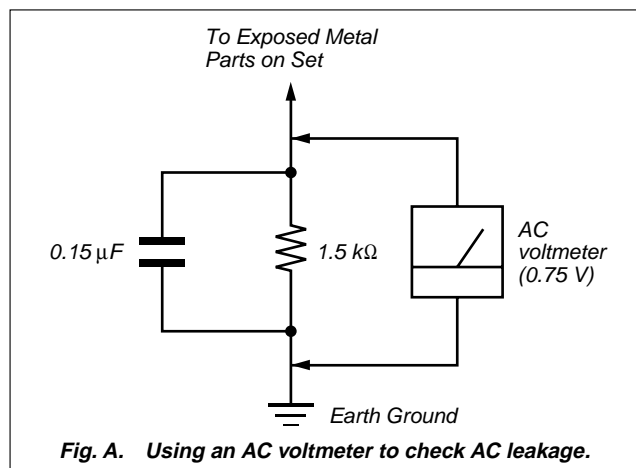 To Exposed Metal
Parts on Set
0.15 μF
1.5 kΩ
AC
voltmeter
(0.75 V)
Earth Ground
Fig. A. Using an AC voltmeter to check AC leakage.